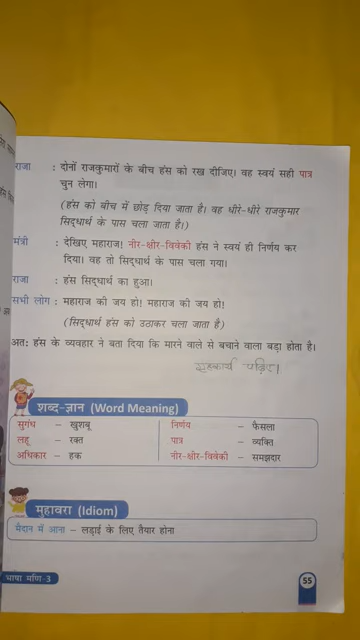 राजा : दोनों राजकुमारों के बीच हंस को रख दीजिए। वह स्वयं सही पात्र
चुन लेगा।
(हंस को बीच में छोड़ दिया जाता है। वह धीरे-धीरे राजकुमार
सिद्धार्थ के पास चला जाता है।)
मंत्री : देखिए महाराज! नीर-क्षीर-विवेकी हंस ने स्वयं ही निर्णय कर
दिया। वह तो सिद्धार्थ के पास चला गया।
राजा : हंस सिद्धार्थ का हुआ।
सभी लोग : महाराज की जय हो! महाराज की जय हो!
(सिद्धार्थ हंस को उठाकर चला जाता है)
अतः हंस के व्यवहार ने बता दिया कि मारने वाले से बचाने वाला बड़ा होता है।
गृहकार्य पढ़िए।
शब्द-ज्ञान (Word Meaning)
सुगंध – खुशबू निर्णय – फैसला
लहू – रक्त पात्र – व्यक्ति
अधिकार – हक नीर-क्षीर-विवेकी – समझदार
मुहावरा (Idiom)
मैदान में आना – लड़ाई के लिए तैयार होना
भाषा मणि-3 55